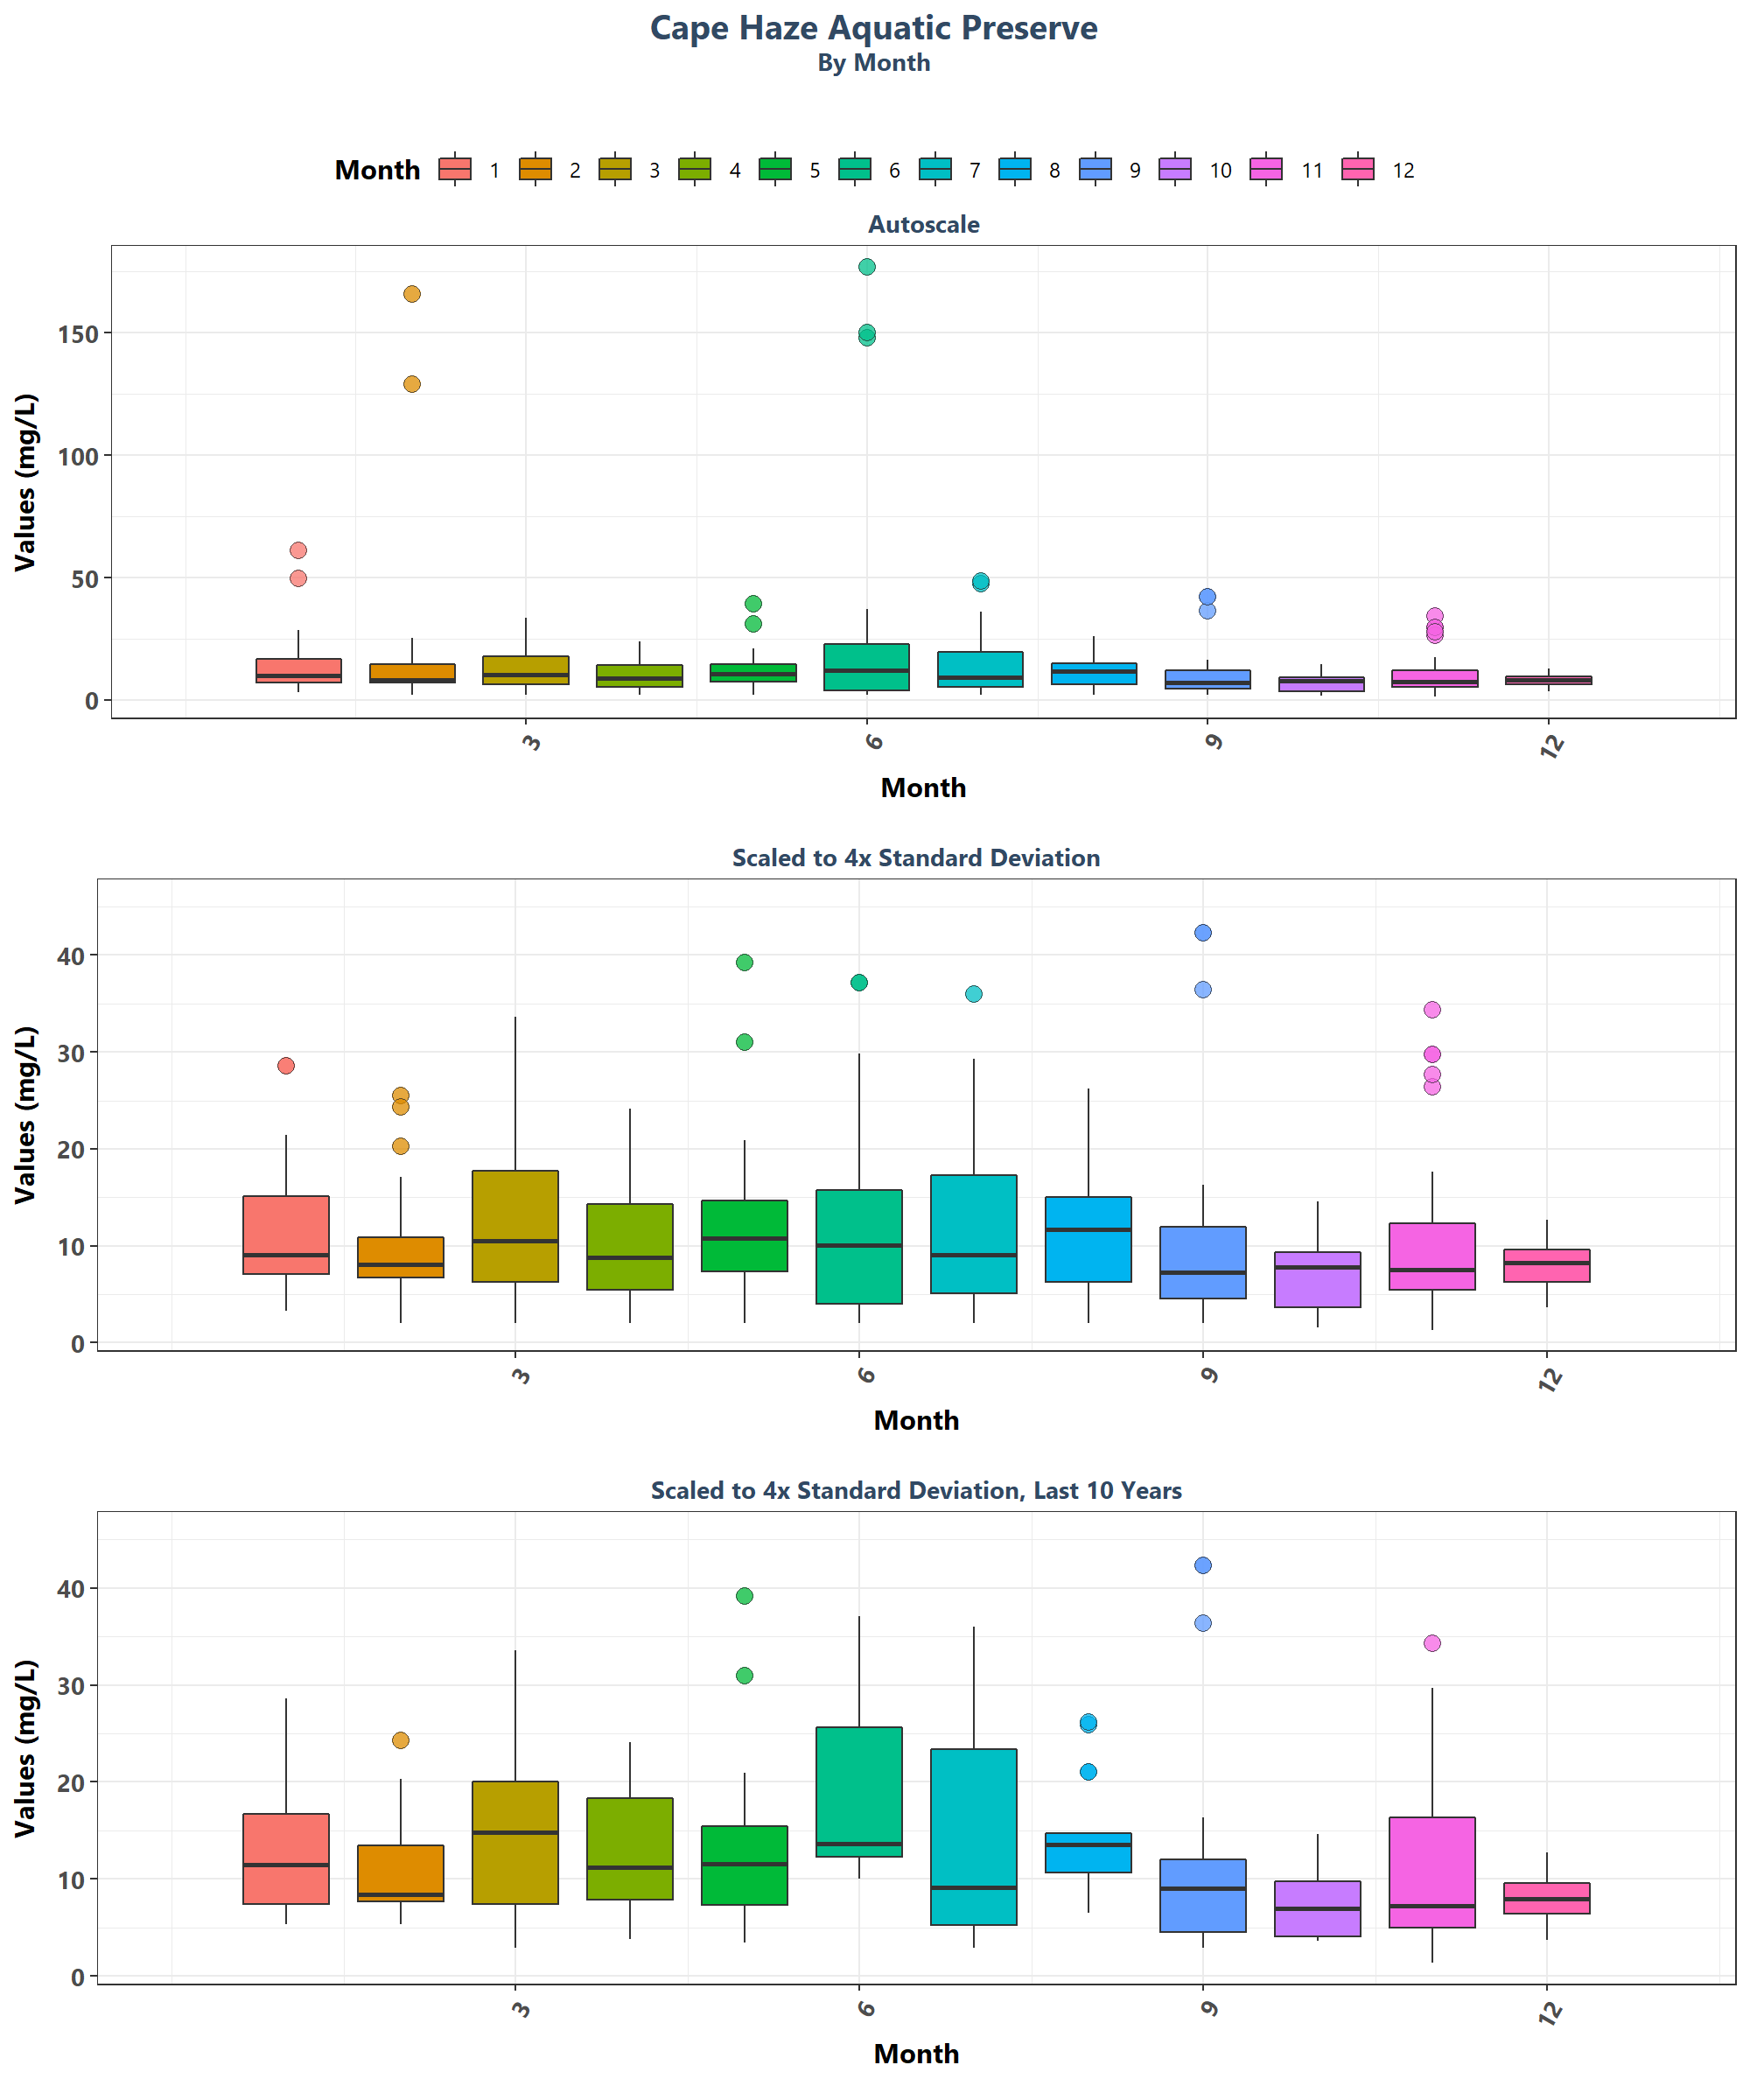 Cape Haze Aquatic Preserve
By Month
Month 1 2 3 4 5 6 7 8 9 10 11 12
Autoscale
Values (mg/L)
150
100
50
0
3 6 9 12
Month
Scaled to 4x Standard Deviation
Values (mg/L)
40
30
20
10
0
3 6 9 12
Month
Scaled to 4x Standard Deviation, Last 10 Years
Values (mg/L)
40
30
20
10
0
3 6 9 12
Month